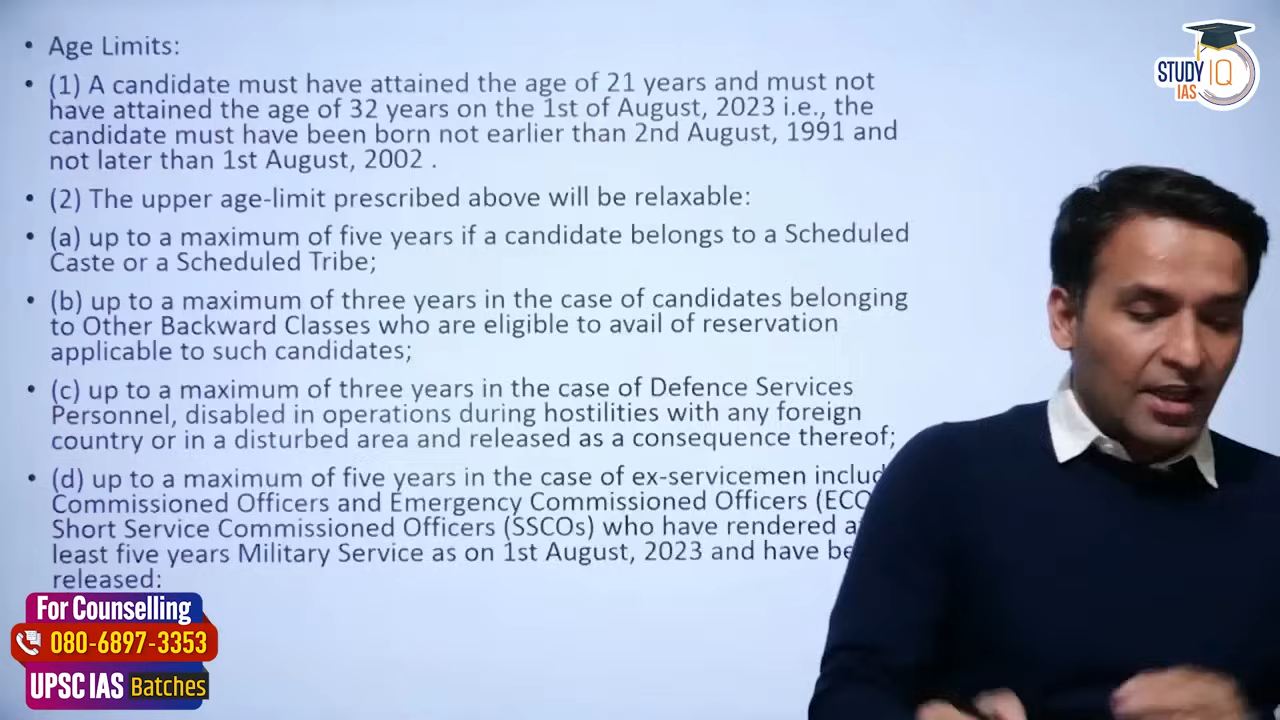 • Age Limits:
• (1) A candidate must have attained the age of 21 years and must not
have attained the age of 32 years on the 1st of August, 2023 i.e., the
candidate must have been born not earlier than 2nd August, 1991 and
not later than 1st August, 2002 .
• (2) The upper age-limit prescribed above will be relaxable:
• (a) up to a maximum of five years if a candidate belongs to a Scheduled
Caste or a Scheduled Tribe;
• (b) up to a maximum of three years in the case of candidates belonging
to Other Backward Classes who are eligible to avail of reservation
applicable to such candidates;
• (c) up to a maximum of three years in the case of Defence Services
Personnel, disabled in operations during hostilities with any foreign
country or in a disturbed area and released as a consequence thereof;
• (d) up to a maximum of five years in the case of ex-servicemen
Commissioned Officers and Emergency Commissioned Officers
Short Service Commissioned Officers (SSCOs) who have rendered
least five years Military Service as on 1st August, 2023 and have
released:
STUDY IQ
IAS
For Counselling
080-6897-3353
UPSC IAS Batches